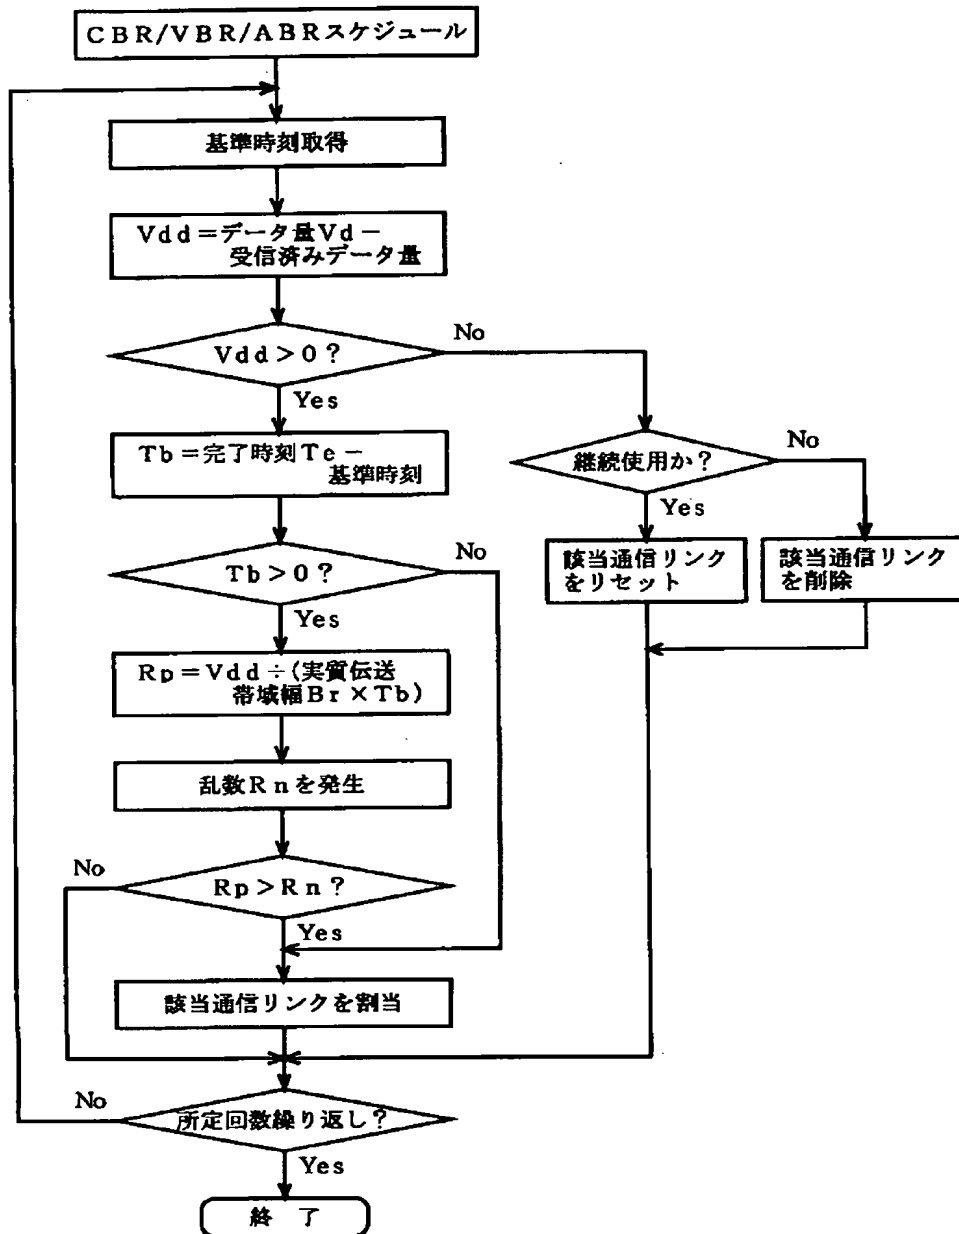 CBR/VBR/ABRスケジュール
基準時刻取得
Vdd=データ量Vd-
受信済みデータ量
Vdd>0?
No
Yes
Tb=完了時刻Te-
基準時刻
継続使用か?
No
Yes
Tb>0?
No
Yes
該当通信リンク
をリセット
該当通信リンク
を削除
Rp=Vdd÷(実質伝送
帯域幅Br×Tb)
乱数Rnを発生
No
Rp>Rn?
Yes
該当通信リンクを割当
No
所定回数繰り返し?
Yes
終 了